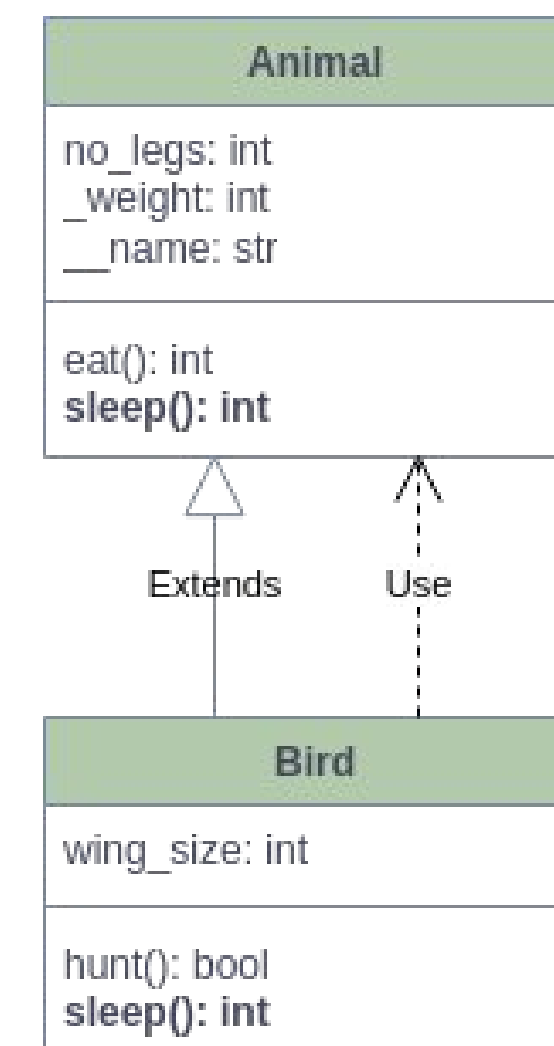 Animal
no_legs: int
_weight: int
__name: str
eat(): int
sleep(): int
Extends
Use
Bird
wing_size: int
hunt(): bool
sleep(): int